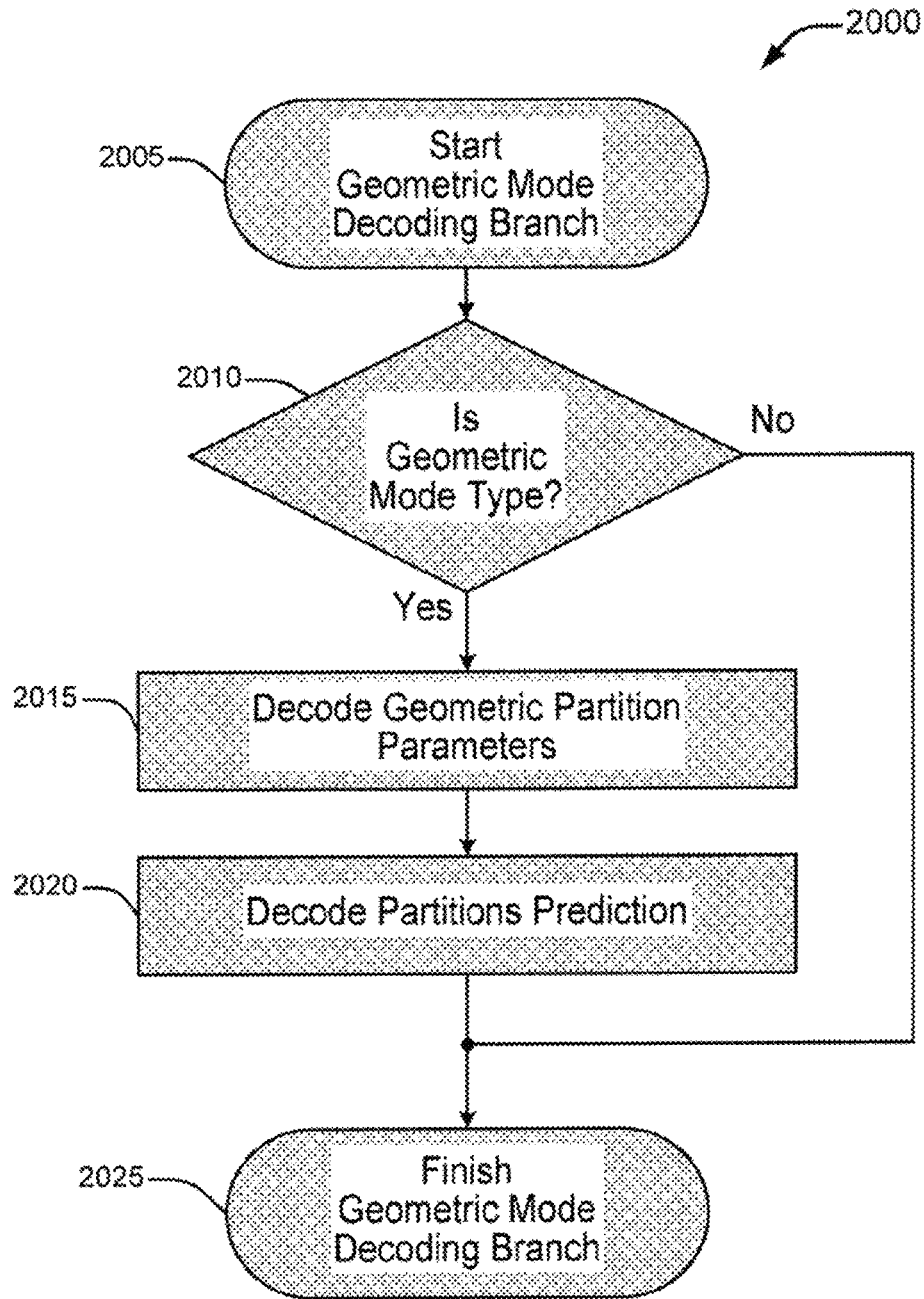 2000
2005
Start
Geometric Mode
Decoding Branch
2010
Is
Geometric
Mode Type?
No
Yes
2015
Decode Geometric Partition
Parameters
2020
Decode Partitions Prediction
2025
Finish
Geometric Mode
Decoding Branch